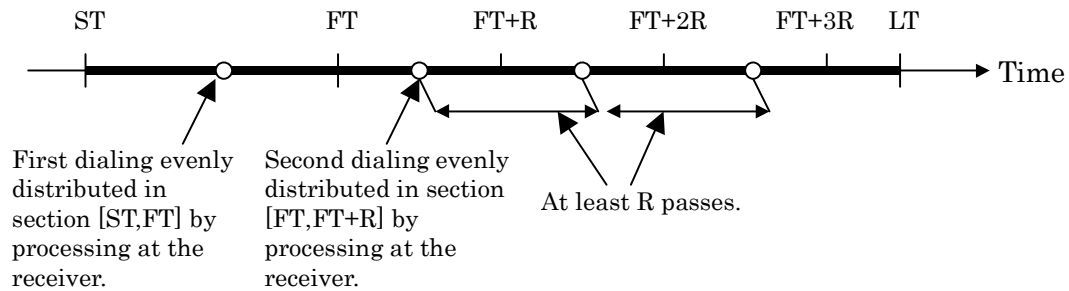 ST FT FT+R FT+2R FT+3R LT
Time
First dialing evenly
distributed in
section [ST,FT] by
processing at the
receiver.
Second dialing evenly
distributed in section
[FT,FT+R] by
processing at the
receiver.
At least R passes.